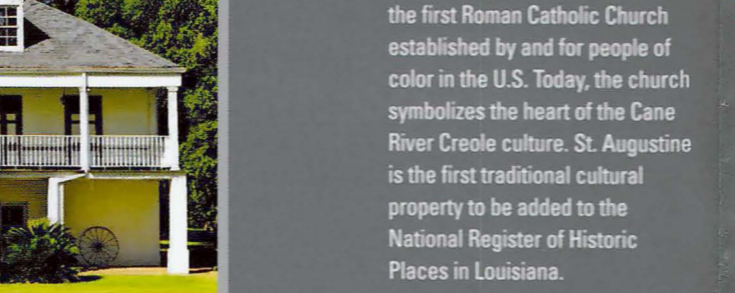 the first Roman Catholic Church
established by and for people of
color in the U.S. Today, the church
symbolizes the heart of the Cane
River Creole culture. St. Augustine
is the first traditional cultural
property to be added to the
National Register of Historic
Places in Louisiana.